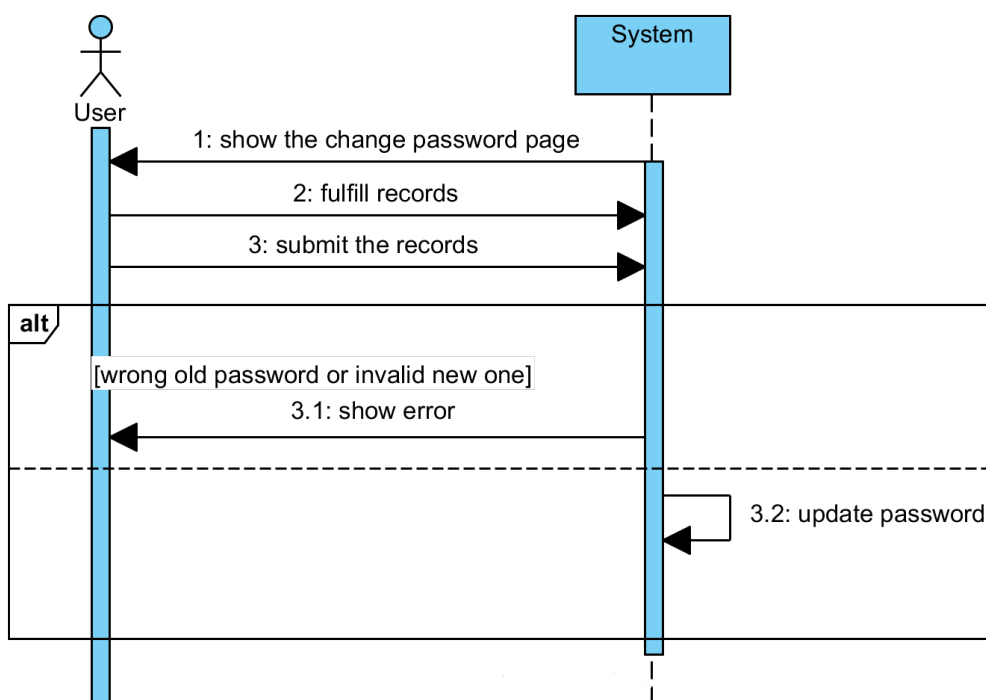 System
User
1: show the change password page
2: fulfill records
3: submit the records
alt
[wrong old password or invalid new one]
3.1: show error
3.2: update password